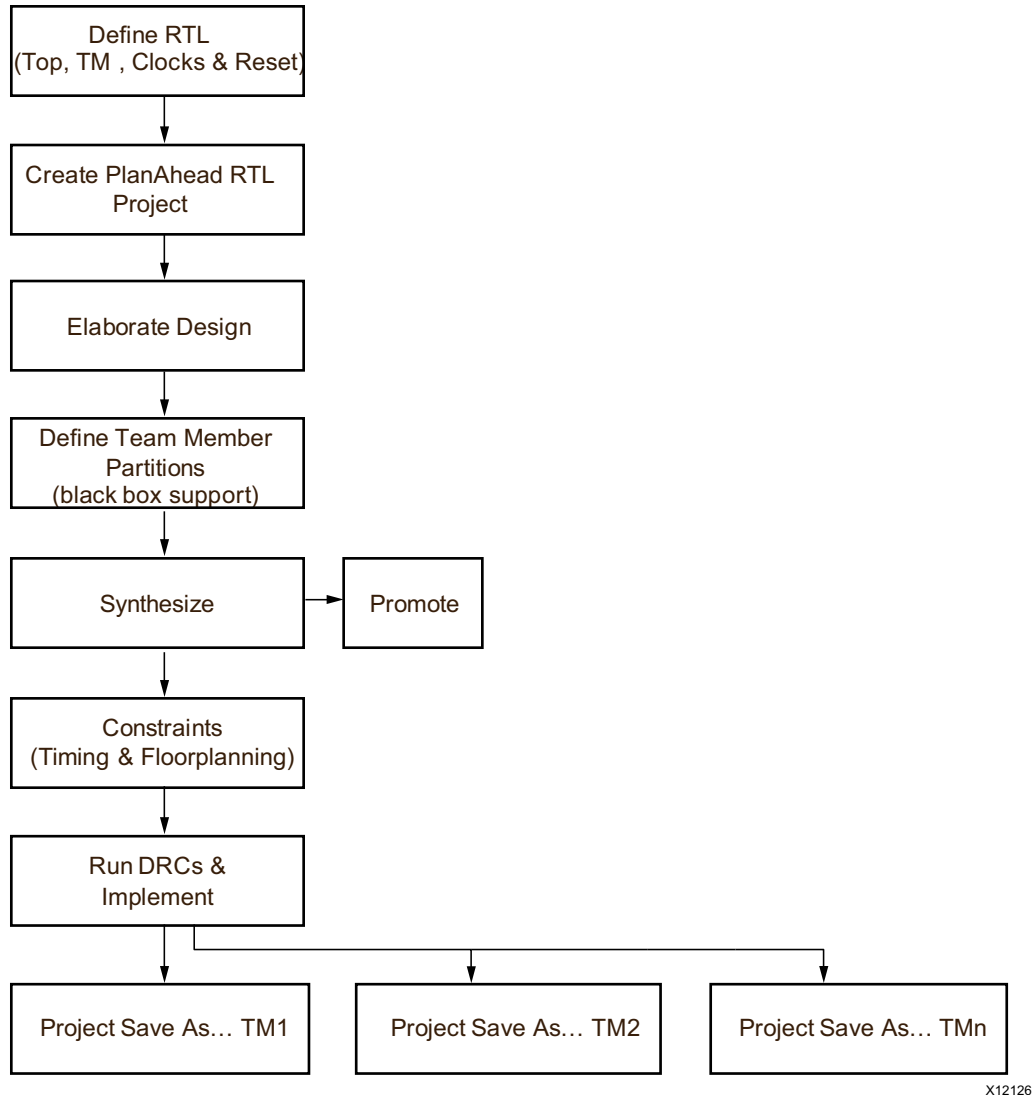 Define RTL
(Top, TM , Clocks & Reset)
Create PlanAhead RTL
Project
Elaborate Design
Define Team Member
Partitions
(black box support)
Synthesize
Promote
Constraints
(Timing & Floorplanning)
Run DRCs &
Implement
Project Save As… TM1
Project Save As… TM2
Project Save As… TMn
X12126